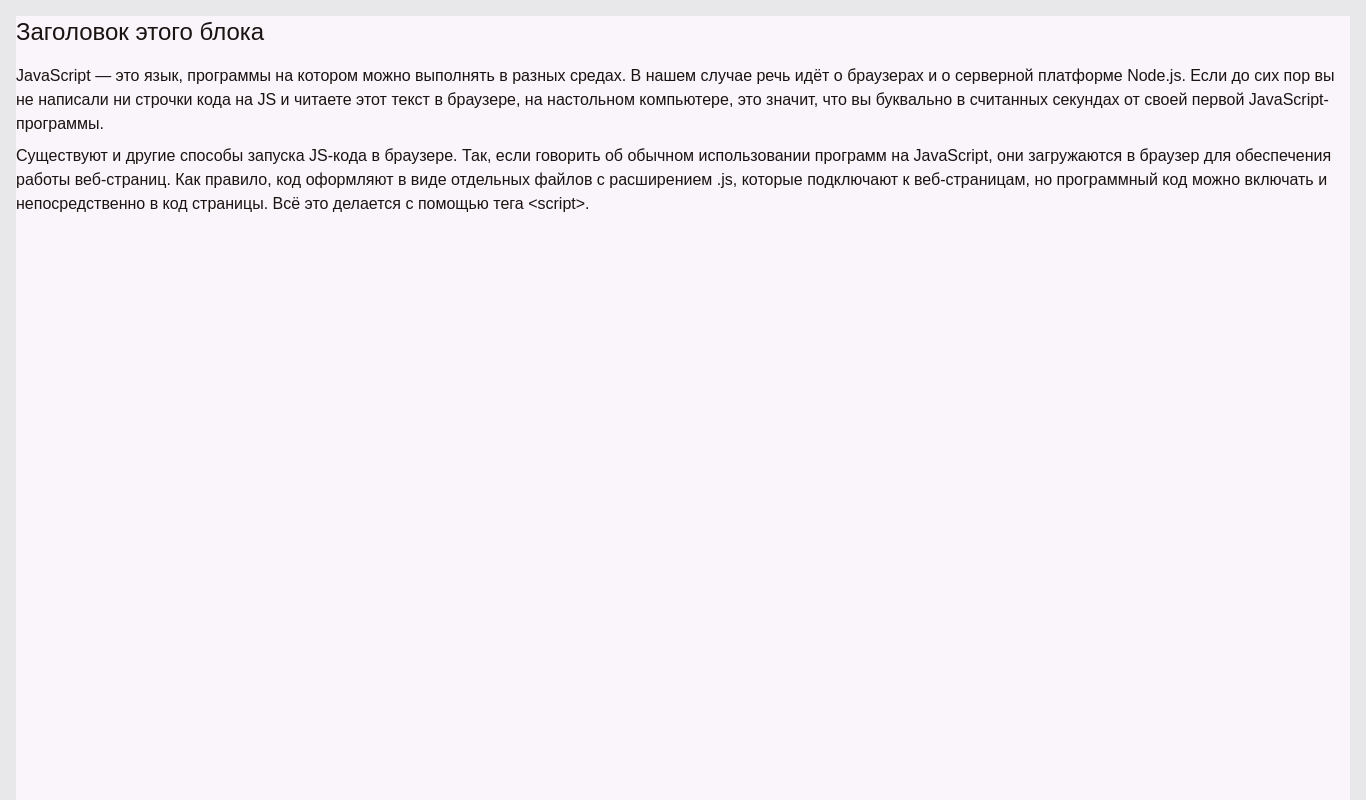 Заголовок этого блока
JavaScript — это язык, программы на котором можно выполнять в разных средах. В нашем случае речь идёт о браузерах и о серверной платформе Node.js. Если до сих пор вы
не написали ни строчки кода на JS и читаете этот текст в браузере, на настольном компьютере, это значит, что вы буквально в считанных секундах от своей первой JavaScript-
программы.
Существуют и другие способы запуска JS-кода в браузере. Так, если говорить об обычном использовании программ на JavaScript, они загружаются в браузер для обеспечения
работы веб-страниц. Как правило, код оформляют в виде отдельных файлов с расширением .js, которые подключают к веб-страницам, но программный код можно включать и
непосредственно в код страницы. Всё это делается с помощью тега <script>.